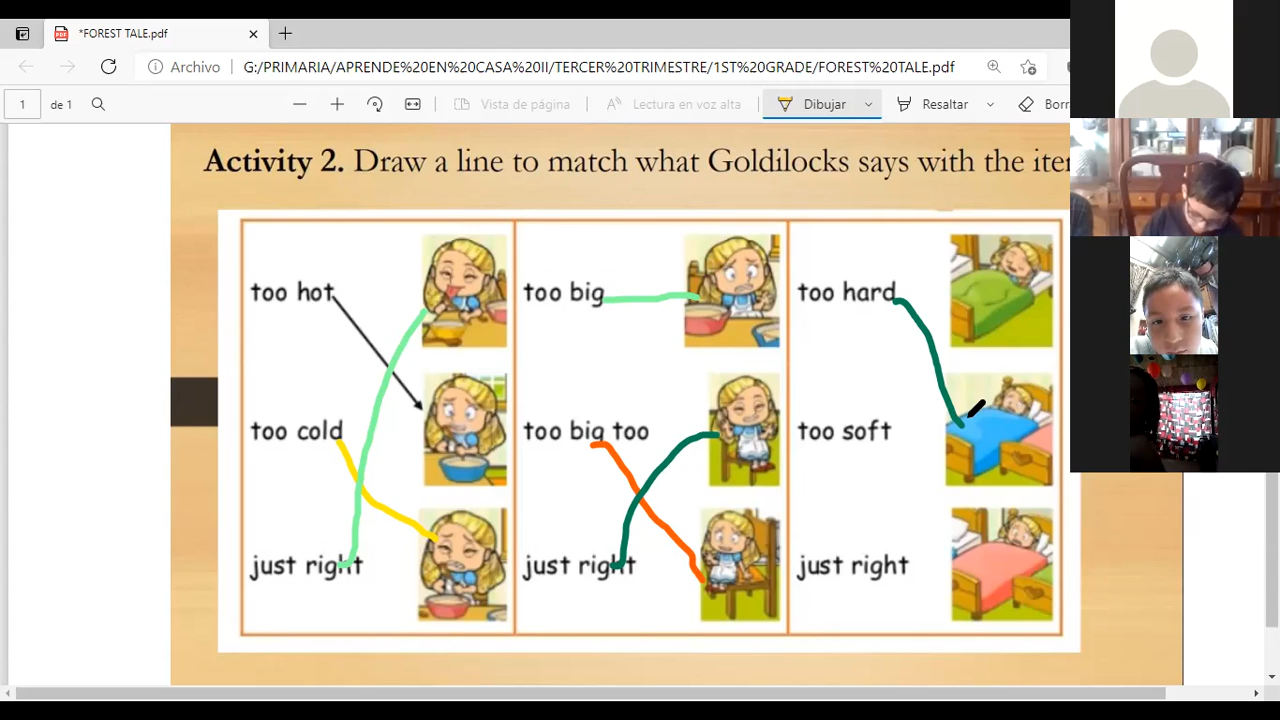 *FOREST TALE.pdf
Archivo G:/PRIMARIA/APRENDE%20EN%20CASA%20II/TERCER%20TRIMESTRE/1ST%20GRADE/FOREST%20TALE.pdf
1 de 1 Vista de página Lectura en voz alta Dibujar Resaltar Borr
Activity 2. Draw a line to match what Goldilocks says with the iter
too hot too big too hard
too cold too big too too soft
just right just right just right